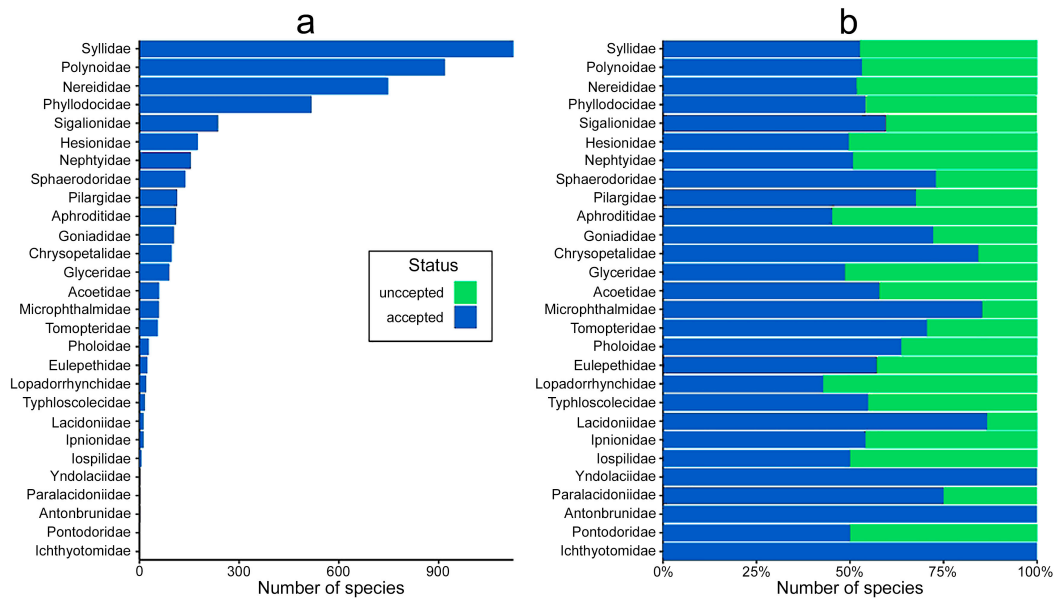 a
Syllidae
Polynoidae
Nereididae
Phyllodocidae
Sigalionidae
Hesionidae
Nephtyidae
Sphaerodoridae
Pilargidae
Aphroditidae
Goniadidae
Chrysopetalidae
Glyceridae
Acoetidae
Microphthalmidae
Tomopteridae
Pholoidae
Eulepethidae
Lopadorrhynchidae
Typhloscolecidae
Lacidoniidae
Ipnionidae
Iospilidae
Yndolaciidae
Paralacidoniidae
Antonbrunidae
Pontodoridae
Ichthyotomidae
0 300 600 900
Number of species
Status
unccepted
accepted
b
Syllidae
Polynoidae
Nereididae
Phyllodocidae
Sigalionidae
Hesionidae
Nephtyidae
Sphaerodoridae
Pilargidae
Aphroditidae
Goniadidae
Chrysopetalidae
Glyceridae
Acoetidae
Microphthalmidae
Tomopteridae
Pholoidae
Eulepethidae
Lopadorrhynchidae
Typhloscolecidae
Lacidoniidae
Ipnionidae
Iospilidae
Yndolaciidae
Paralacidoniidae
Antonbrunidae
Pontodoridae
Ichthyotomidae
0% 25% 50% 75% 100%
Number of species